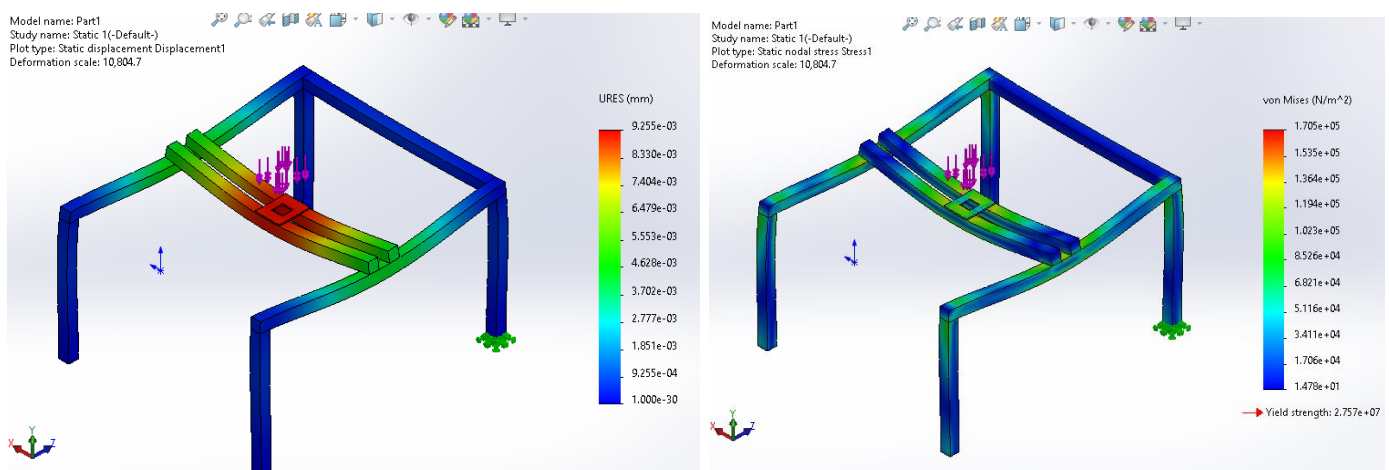 Model name: Part1
Study name: Static 1(-Default-)
Plot type: Static displacement Displacement1
Deformation scale: 10,804.7
URES (mm)
9.255e-03
8.330e-03
7.404e-03
6.479e-03
5.553e-03
4.628e-03
3.702e-03
2.777e-03
1.851e-03
9.255e-04
1.000e-30
Y
X
Z
Model name: Part1
Study name: Static 1(-Default-)
Plot type: Static nodal stress Stress1
Deformation scale: 10,804.7
von Mises (N/m^2)
1.705e+05
1.535e+05
1.364e+05
1.194e+05
1.023e+05
8.526e+04
6.821e+04
5.116e+04
3.411e+04
1.706e+04
1.478e+01
Yield strength: 2.757e+07
Y
X
Z